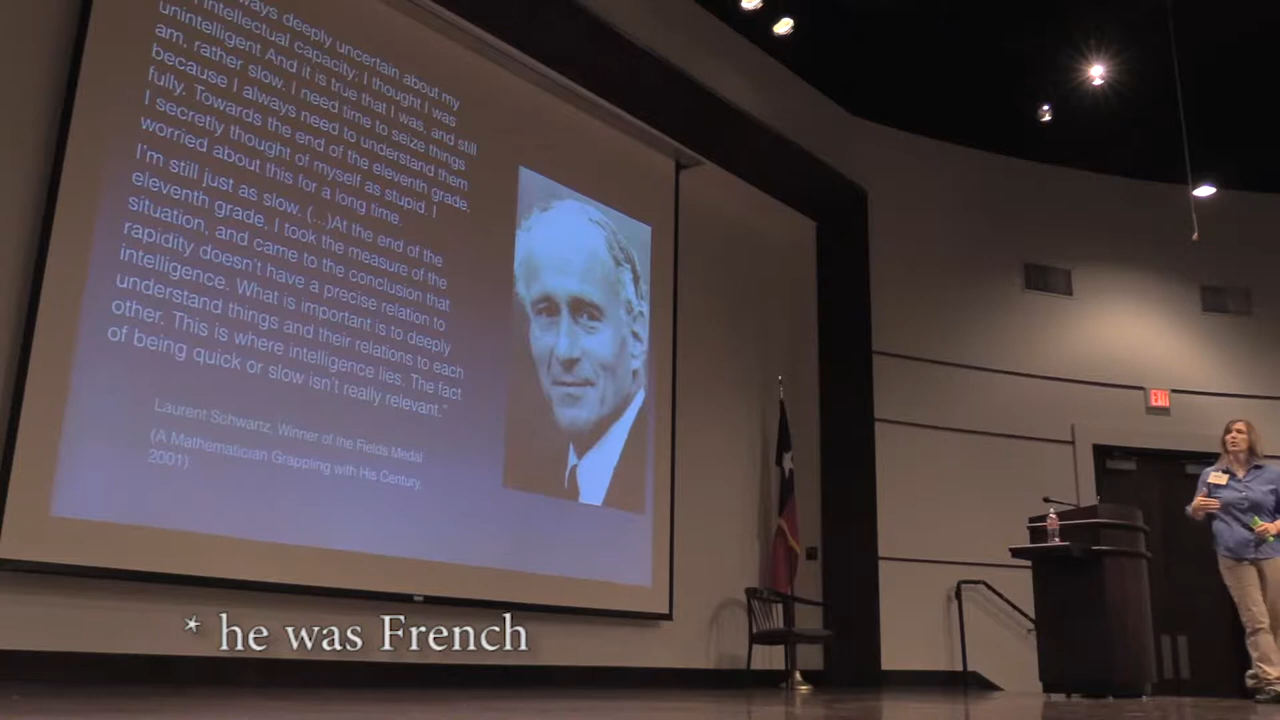 ways deeply uncertain about my
intellectual capacity; I thought I was
unintelligent And it is true that I was, and still
am, rather slow. I need time to seize things
because I always need to understand them
fully. Towards the end of the eleventh grade,
I secretly thought of myself as stupid. I
worried about this for a long time.
I'm still just as slow. (...)At the end of the
eleventh grade, I took the measure of the
situation, and came to the conclusion that
rapidity doesn't have a precise relation to
intelligence. What is important is to deeply
understand things and their relations to each
other. This is where intelligence lies. The fact
of being quick or slow isn't really relevant."
Laurent Schwartz, Winner of the Fields Medal
(A Mathematician Grappling with His Century,
2001)
EXIT
* he was French